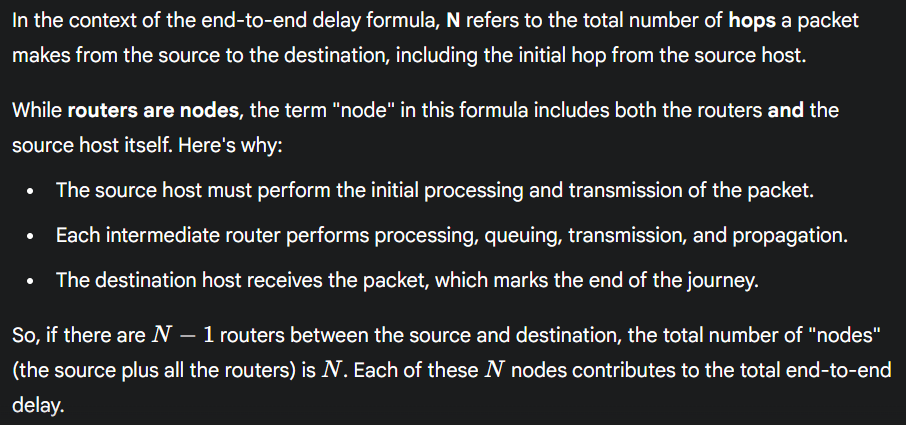 In the context of the end-to-end delay formula, N refers to the total number of hops a packet
makes from the source to the destination, including the initial hop from the source host.
While routers are nodes, the term "node" in this formula includes both the routers and the
source host itself. Here's why:
• The source host must perform the initial processing and transmission of the packet.
• Each intermediate router performs processing, queuing, transmission, and propagation.
• The destination host receives the packet, which marks the end of the journey.
So, if there are N − 1 routers between the source and destination, the total number of "nodes"
(the source plus all the routers) is N. Each of these N nodes contributes to the total end-to-end
delay.